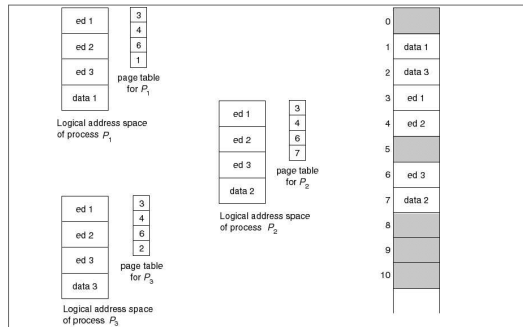 ed 1
ed 2
ed 3
data 1
Logical address space
of process P1
3
4
6
1
page table
for P1
ed 1
ed 2
ed 3
data 2
Logical address space
of process P2
3
4
6
7
page table
for P2
ed 1
ed 2
ed 3
data 3
Logical address space
of process P3
3
4
6
2
page table
for P3
0
1 data 1
2 data 3
3 ed 1
4 ed 2
5
6 ed 3
7 data 2
8
9
10